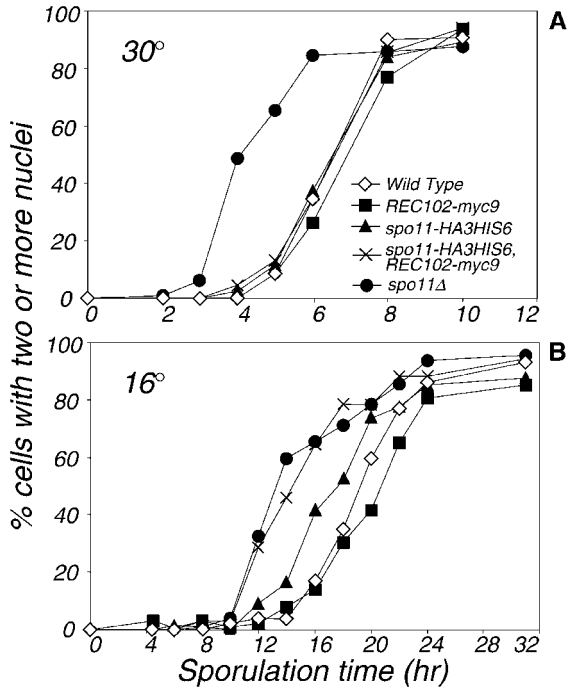 % cells with two or more nuclei
A
30°
100
80
60
40
20
0
0 2 4 6 8 10 12
Wild Type
REC102-myc9
spo11-HA3HIS6
spo11-HA3HIS6,
REC102-myc9
spo11Δ
B
16°
100
80
60
40
20
0
0 4 8 12 16 20 24 28 32
Sporulation time (hr)